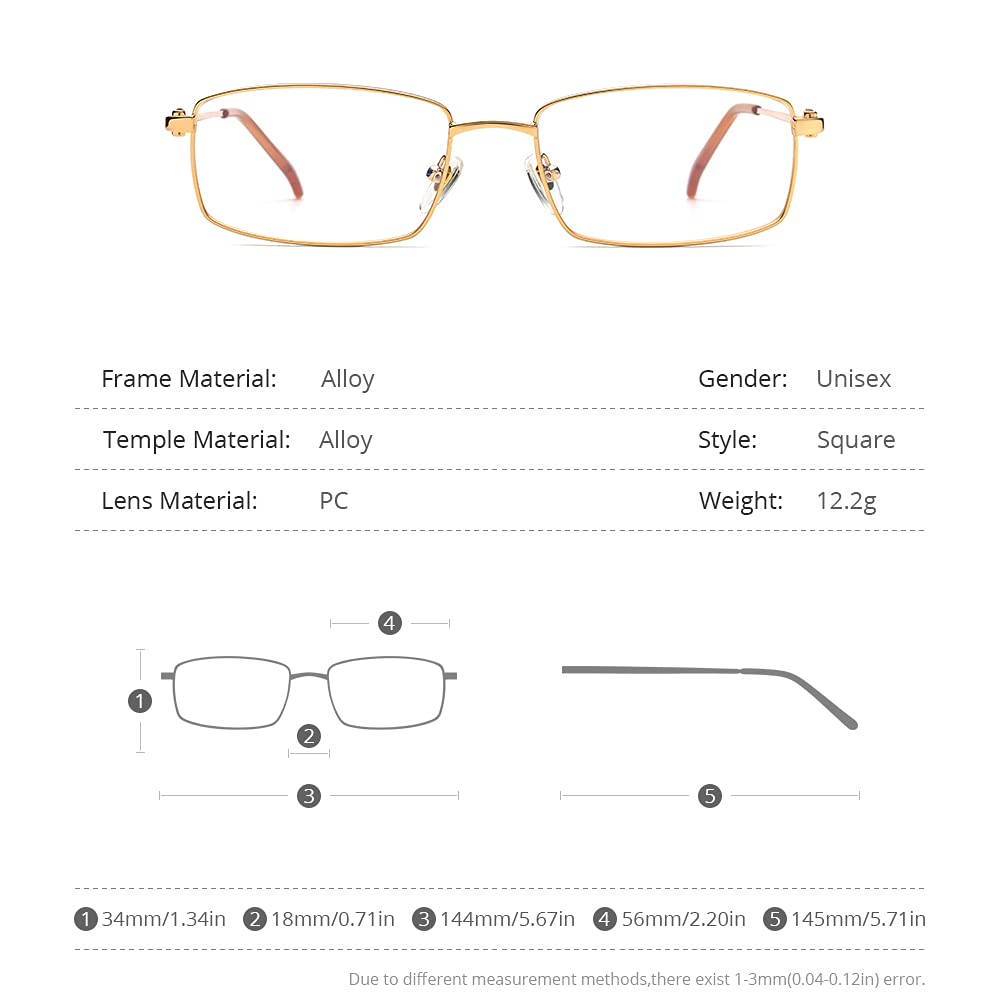 Frame Material: Alloy Gender: Unisex
Temple Material: Alloy Style: Square
Lens Material: PC Weight: 12.2g
4
1
2
3 5
1 34mm/1.34in 2 18mm/0.71in 3 144mm/5.67in 4 56mm/2.20in 5 145mm/5.71in
Due to different measurement methods,there exist 1-3mm(0.04-0.12in) error.